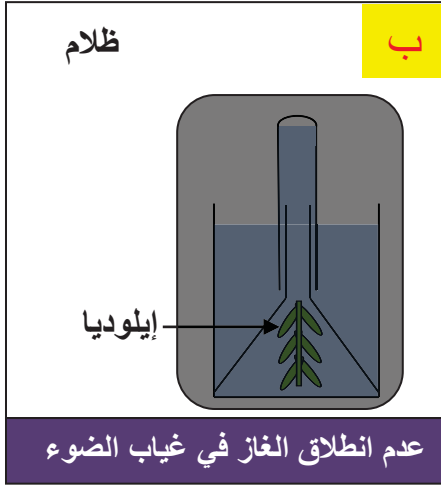 ب
ظلام
إيلوديا
عدم انطلاق الغاز في غياب الضوء